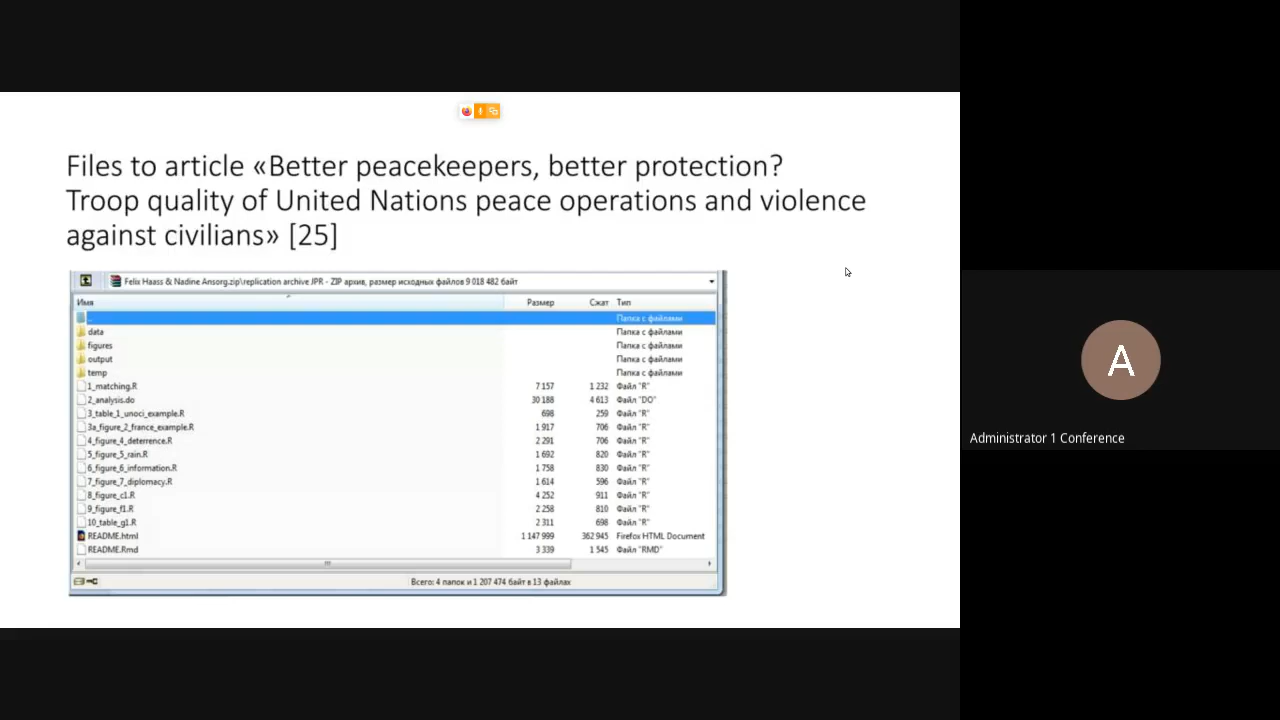 Files to article «Better peacekeepers, better protection?
Troop quality of United Nations peace operations and violence
against civilians» [25]
Felix Haass & Nadine Ansorg.zip\replication archive JPR - ZIP архив, размер исходных файлов 9 018 482 байт
Имя Размер Сжат Тип
.. Папка с файлами
data Папка с файлами
figures Папка с файлами
output Папка с файлами
temp Папка с файлами
1_matching.R 7 157 1 232 Файл "R"
2_analysis.do 30 188 4 613 Файл "DO"
3_table_1_unoci_example.R 698 259 Файл "R"
3a_figure_2_france_example.R 1 917 706 Файл "R"
4_figure_4_deterrence.R 2 291 706 Файл "R"
5_figure_5_rain.R 1 692 820 Файл "R"
6_figure_6_information.R 1 758 830 Файл "R"
7_figure_7_diplomacy.R 1 614 596 Файл "R"
8_figure_c1.R 4 252 911 Файл "R"
9_figure_f1.R 2 258 810 Файл "R"
10_table_g1.R 2 311 698 Файл "R"
README.html 1 147 999 362 945 Firefox HTML Document
README.Rmd 3 339 1 545 Файл "RMD"
Всего: 4 папок и 1 207 474 байт в 13 файлах
A
Administrator 1 Conference